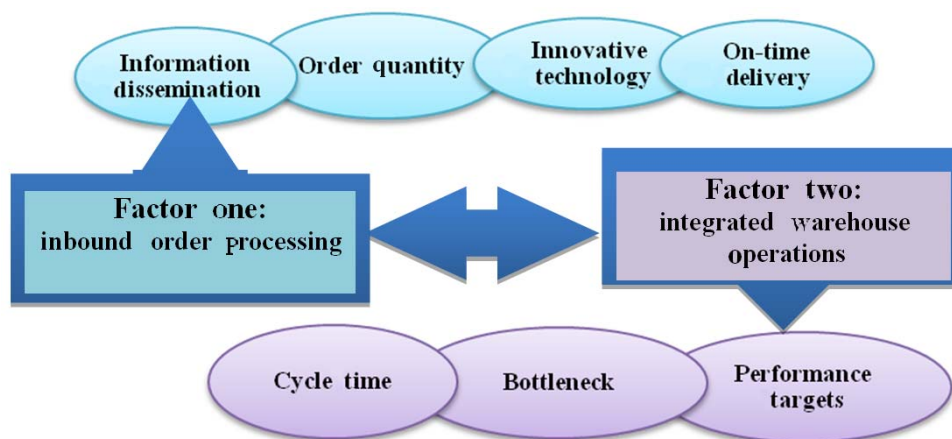 Information
dissemination
Order quantity
Innovative
technology
On-time
delivery
Factor one:
inbound order processing
Factor two:
integrated warehouse
operations
Cycle time
Bottleneck
Performance
targets